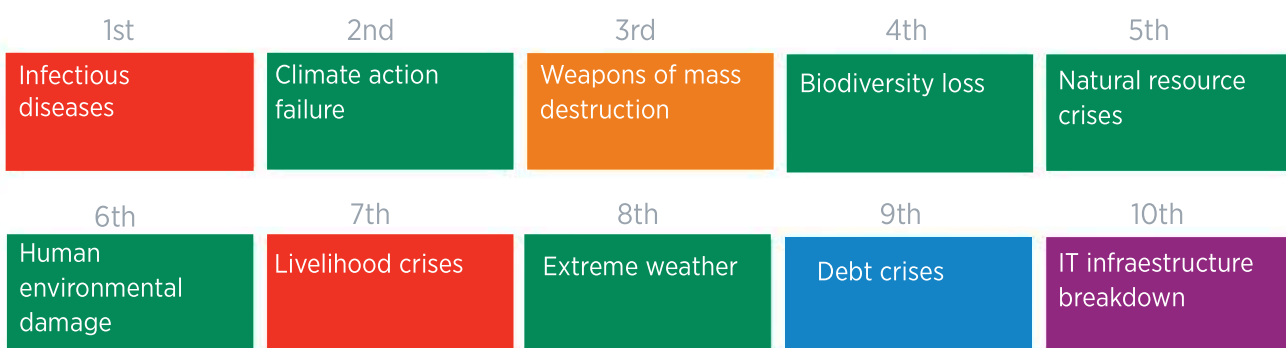 1st 2nd 3rd 4th 5th
Infectious
diseases
Climate action
failure
Weapons of mass
destruction
Biodiversity loss
Natural resource
crises
6th 7th 8th 9th 10th
Human
environmental
damage
Livelihood crises
Extreme weather
Debt crises
IT infraestructure
breakdown